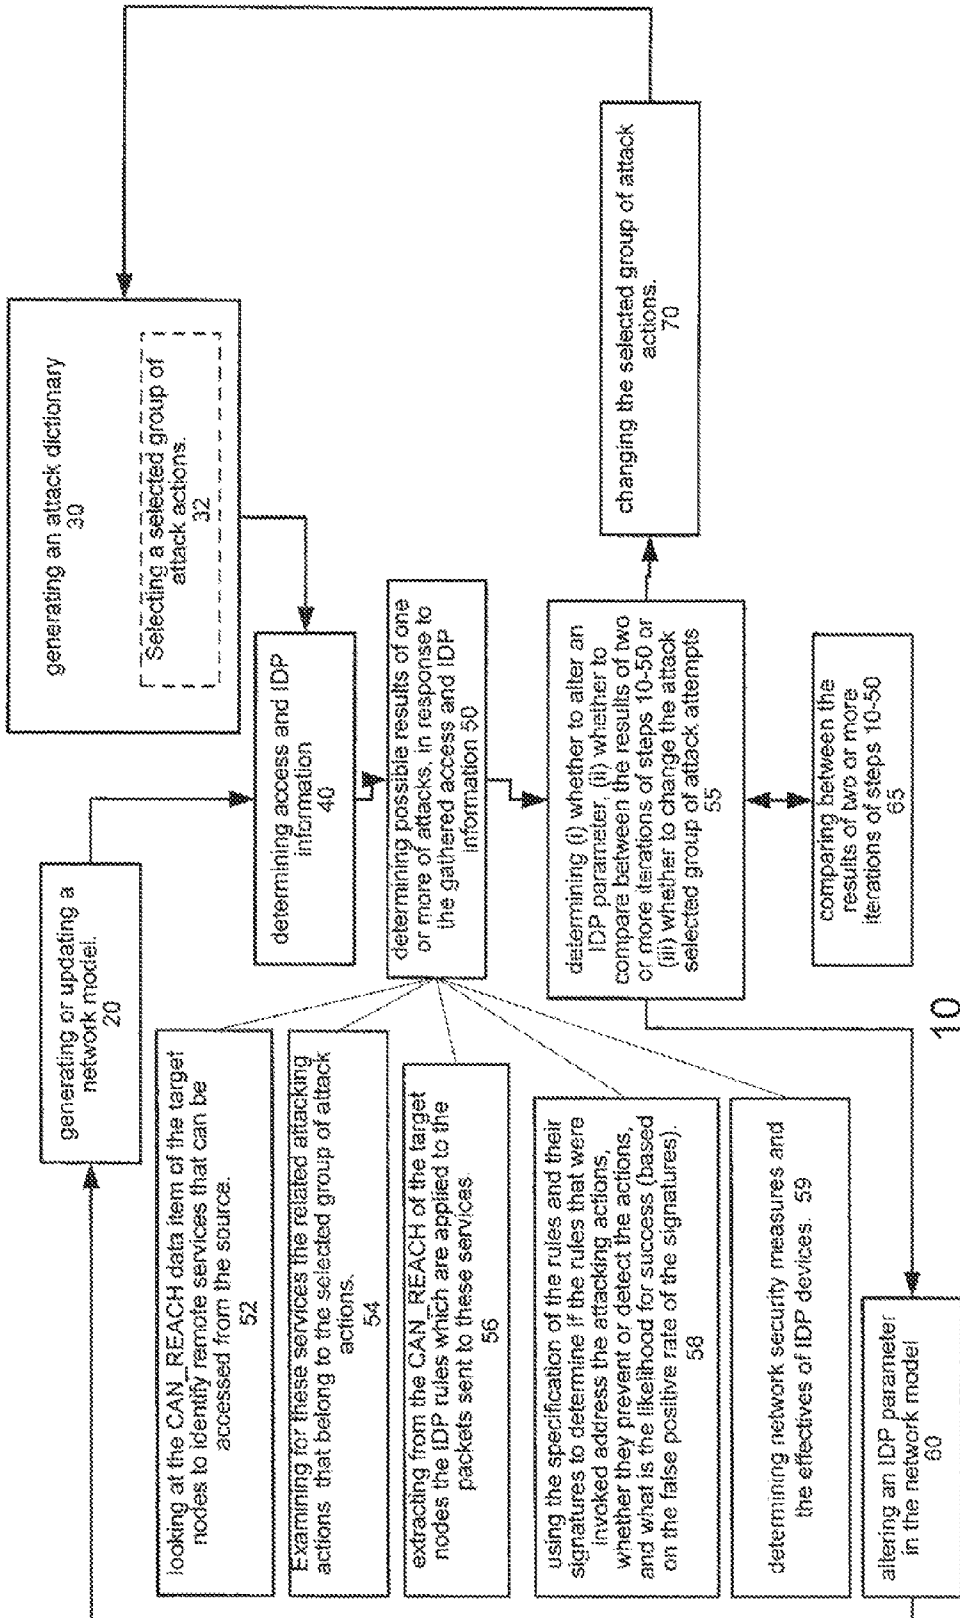 generating an attack dictionary
30
Selecting a selected group of
attack actions.
32
generating or updating a
network model.
20
determining access and IDP
information
40
determining possible results of one
or more of attacks, in response to
the gathered access and IDP
information 50
looking at the CAN_REACH data item of the target
nodes to identify remote services that can be
accessed from the source.
52
Examining for these services the related attacking
actions that belong to the selected group of attack
actions.
54
extracting from the CAN_REACH of the target
nodes the IDP rules which are applied to the
packets sent to these services.
56
using the specification of the rules and their
signatures to determine if the rules that were
invoked address the attacking actions,
whether they prevent or detect the actions,
and what is the likelihood for success (based
on the false positive rate of the signatures).
58
determining network security measures and
the effectives of IDP devices. 59
determining (i) whether to alter an
IDP parameter, (ii) whether to
compare between the results of two
or more iterations of steps 10-50 or
(iii) whether to change the attack
selected group of attack attempts
55
changing the selected group of attack
actions.
70
comparing between the
results of two or more
iterations of steps 10-50
65
altering an IDP parameter
in the network model
60
10